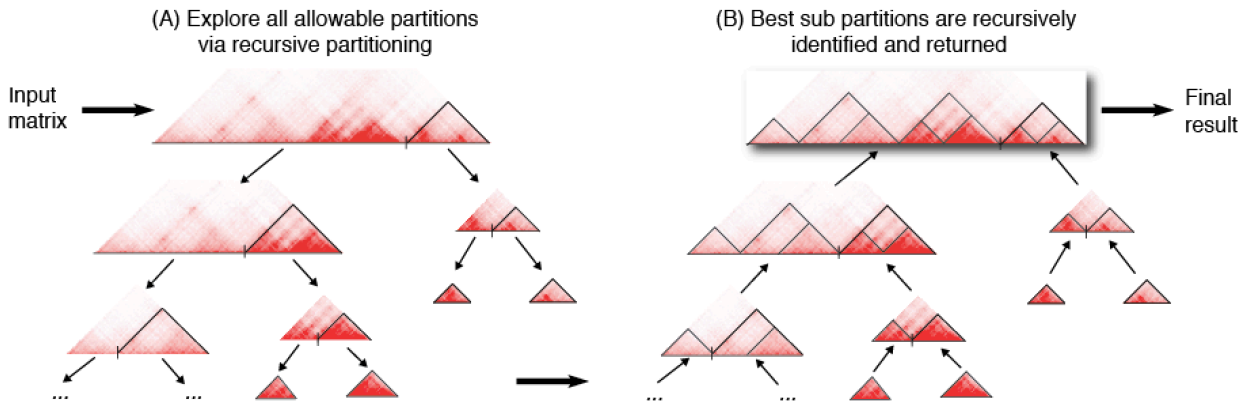 (A) Explore all allowable partitions
via recursive partitioning
(B) Best sub partitions are recursively
identified and returned
Input
matrix
Final
result
...
...
...
...